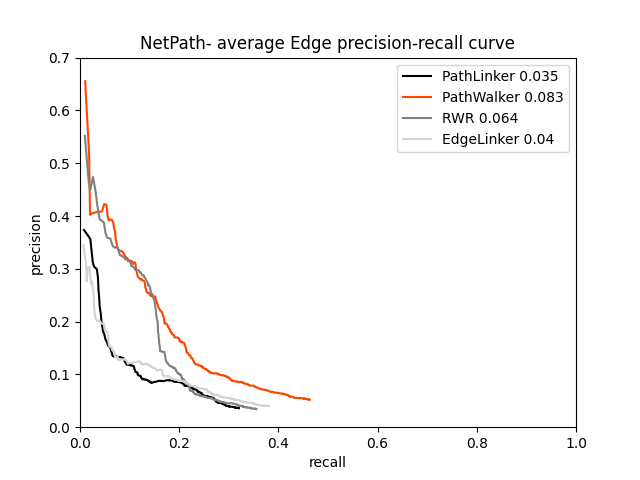 NetPath- average Edge precision-recall curve
PathLinker 0.035
PathWalker 0.083
RWR 0.064
EdgeLinker 0.04
precision
0.7
0.6
0.5
0.4
0.3
0.2
0.1
0.0
0.0 0.2 0.4 0.6 0.8 1.0
recall